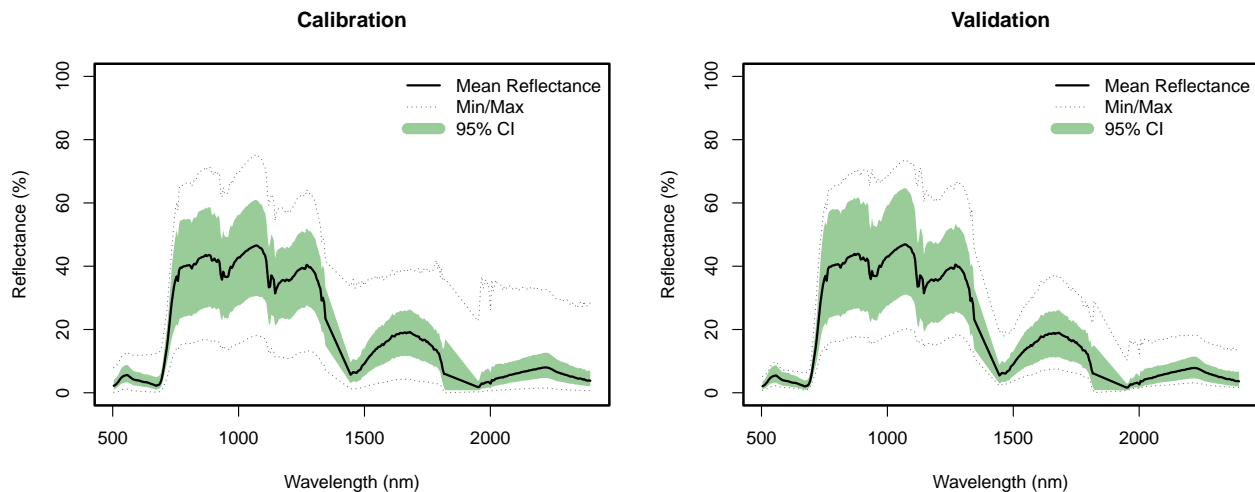 Calibration
100
80
60
40
20
0
Reflectance (%)
Mean Reflectance
Min/Max
95% CI
500
1000
1500
2000
Wavelength (nm)
Validation
100
80
60
40
20
0
Reflectance (%)
Mean Reflectance
Min/Max
95% CI
500
1000
1500
2000
Wavelength (nm)